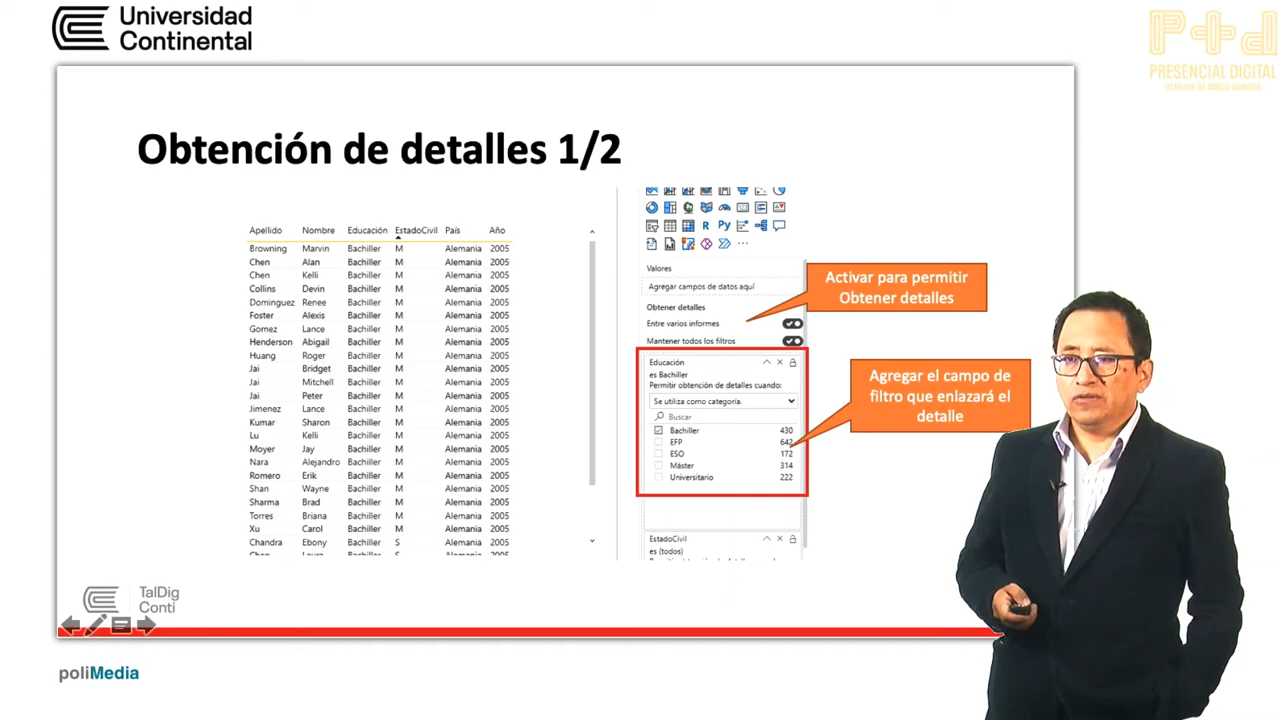 Universidad
Continental
P+d
PRESENCIAL DIGITAL
LO MEJOR DE AMBOS MUNDOS
Obtención de detalles 1/2
Apellido Nombre Educación EstadoCivil País Año
Browning Marvin Bachiller M Alemania 2005
Chen Alan Bachiller M Alemania 2005
Chen Kelli Bachiller M Alemania 2005
Collins Devin Bachiller M Alemania 2005
Dominguez Renee Bachiller M Alemania 2005
Foster Alexis Bachiller M Alemania 2005
Gomez Lance Bachiller M Alemania 2005
Henderson Abigail Bachiller M Alemania 2005
Huang Roger Bachiller M Alemania 2005
Jai Bridget Bachiller M Alemania 2005
Jai Mitchell Bachiller M Alemania 2005
Jai Peter Bachiller M Alemania 2005
Jimenez Lance Bachiller M Alemania 2005
Kumar Sharon Bachiller M Alemania 2005
Lu Kelli Bachiller M Alemania 2005
Moyer Jay Bachiller M Alemania 2005
Nara Alejandro Bachiller M Alemania 2005
Romero Erik Bachiller M Alemania 2005
Shan Wayne Bachiller M Alemania 2005
Sharma Brad Bachiller M Alemania 2005
Torres Briana Bachiller M Alemania 2005
Xu Carol Bachiller M Alemania 2005
Chandra Ebony Bachiller S Alemania 2005
R Py
Valores
Agregar campos de datos aquí
Obtener detalles
Entre varios informes
Mantener todos los filtros
Educación
es Bachiller
Permitir obtención de detalles cuando:
Se utiliza como categoría.
Buscar
Bachiller 430
EFP 642
ESO 172
Máster 314
Universitario 222
EstadoCivil
es (todos)
Activar para permitir
Obtener detalles
Agregar el campo de
filtro que enlazará el
detalle
TalDig
Conti
poliMedia